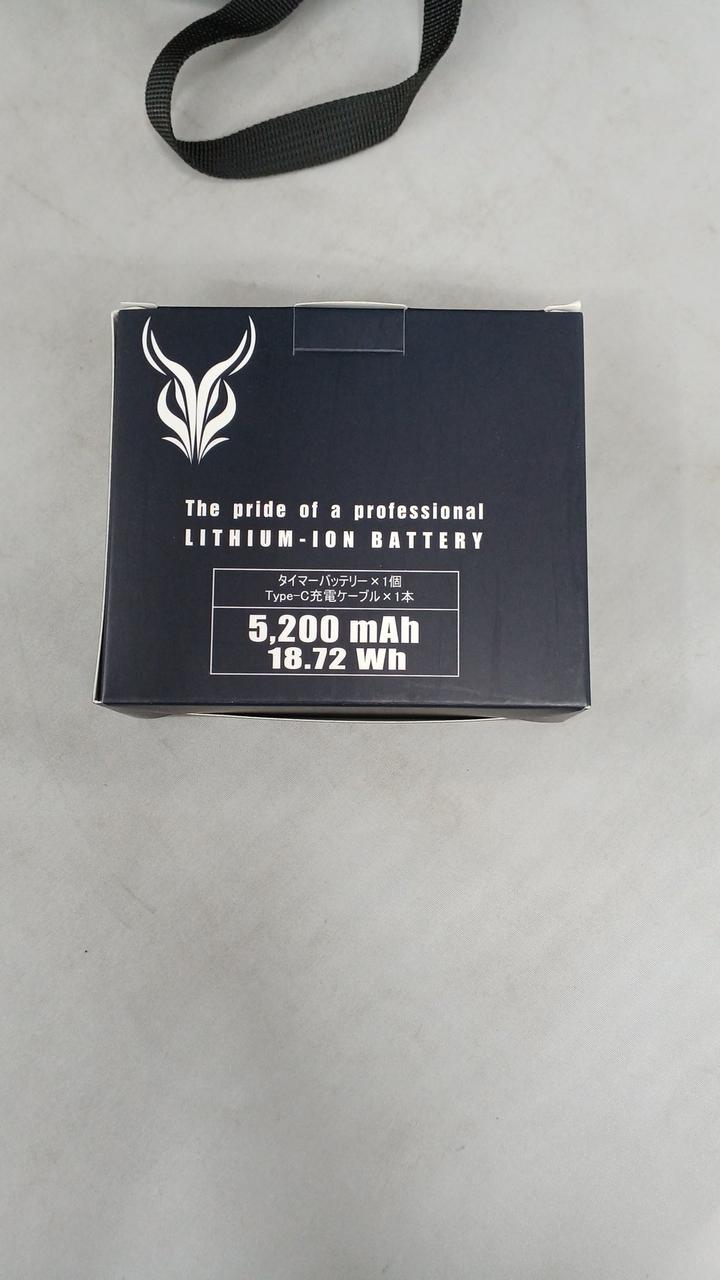 The pride of a professional
LITHIUM-ION BATTERY
タイマーバッテリー×1個
Type-C充電ケーブル×1本
5,200 mAh
18.72 Wh